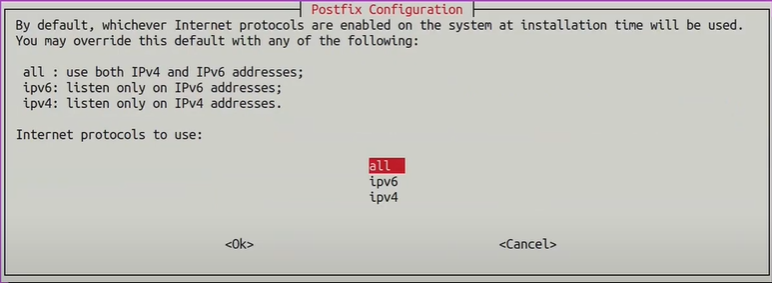 Postfix Configuration
By default, whichever Internet protocols are enabled on the system at installation time will be used.
You may override this default with any of the following:
all : use both IPv4 and IPv6 addresses;
ipv6: listen only on IPv6 addresses;
ipv4: listen only on IPv4 addresses.
Internet protocols to use:
all
ipv6
ipv4
<Ok> <Cancel>